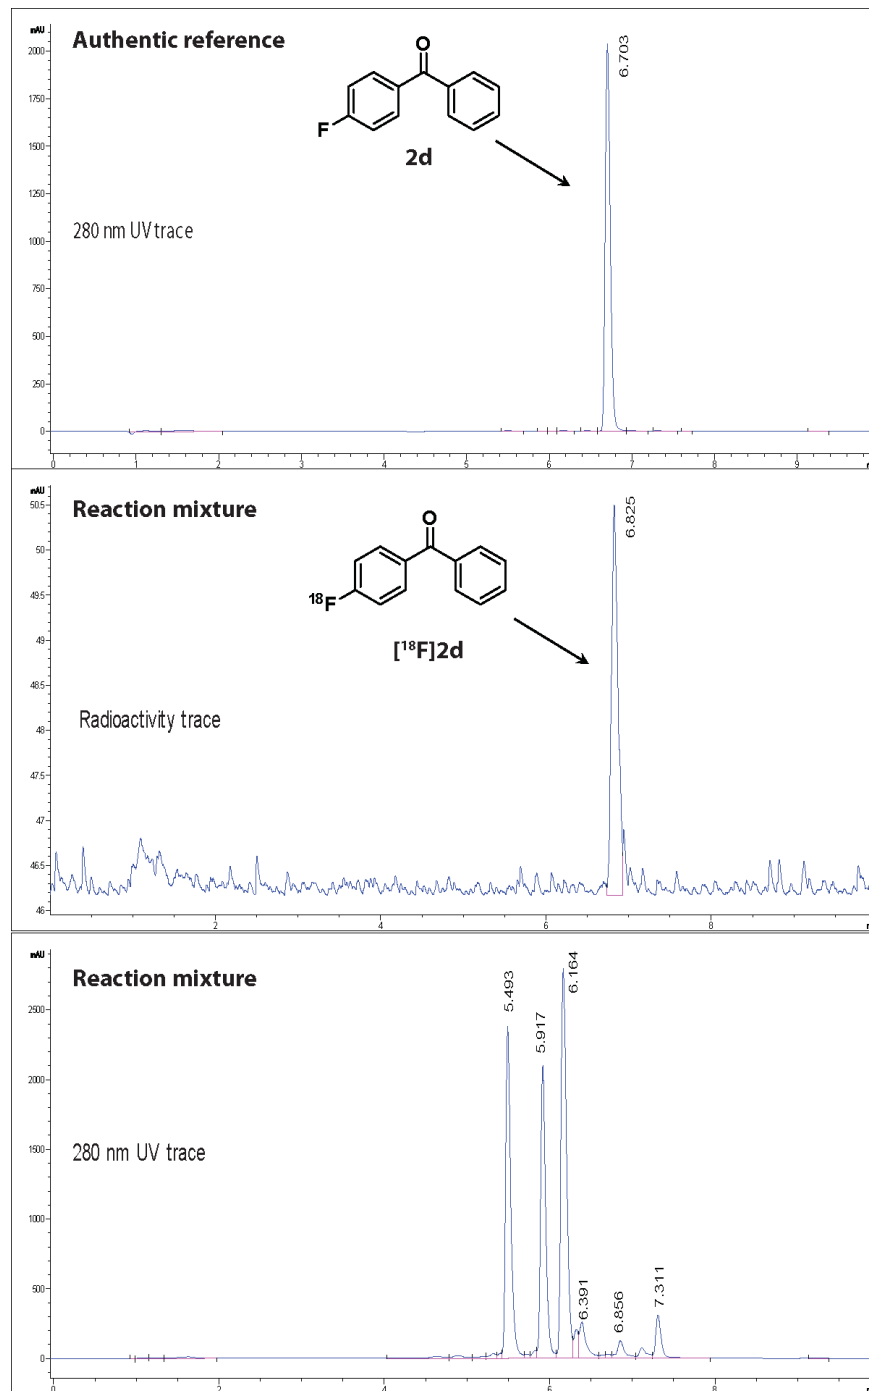 mAU
Authentic reference
6.703
2000
O
1750
F
2d
1500
1250
280 nm UV trace
1000
750
500
250
0
0 1 2 3 4 5 6 7 8 9
mAU
Reaction mixture
6.825
50.5
O
50
49.5
18F
49
[18F]2d
48.5
Radioactivity trace
48
47.5
47
46.5
46
2 4 6 8
mAU
Reaction mixture
5.493
5.917
6.164
2500
2000
1500
280 nm UV trace
1000
500
6.391
6.856
7.311
0
0 2 4 6 8